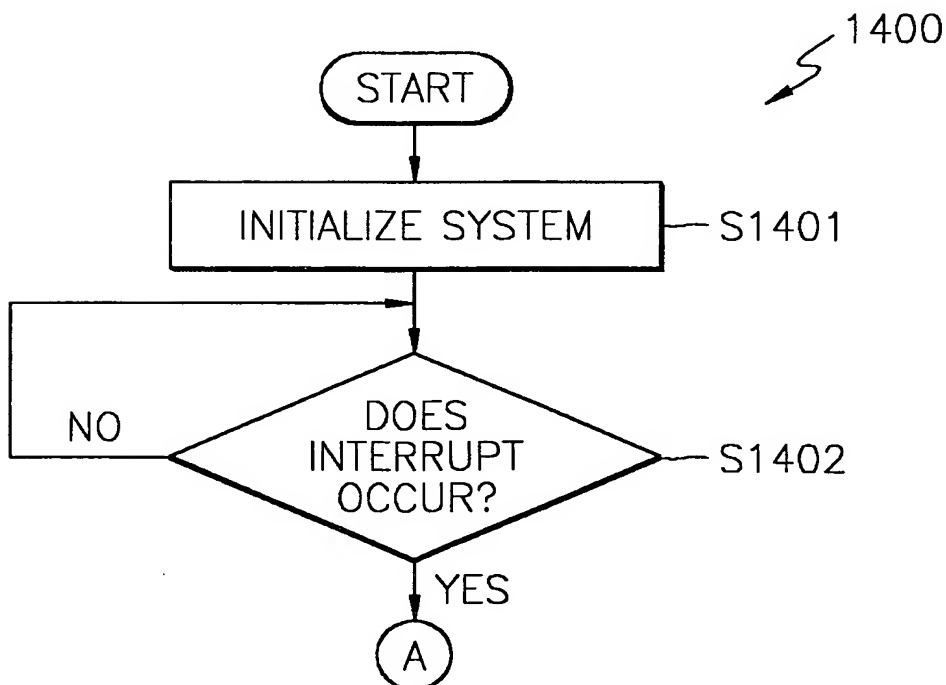 1400
START
INITIALIZE SYSTEM
S1401
NO
DOES
INTERRUPT
OCCUR?
S1402
YES
A